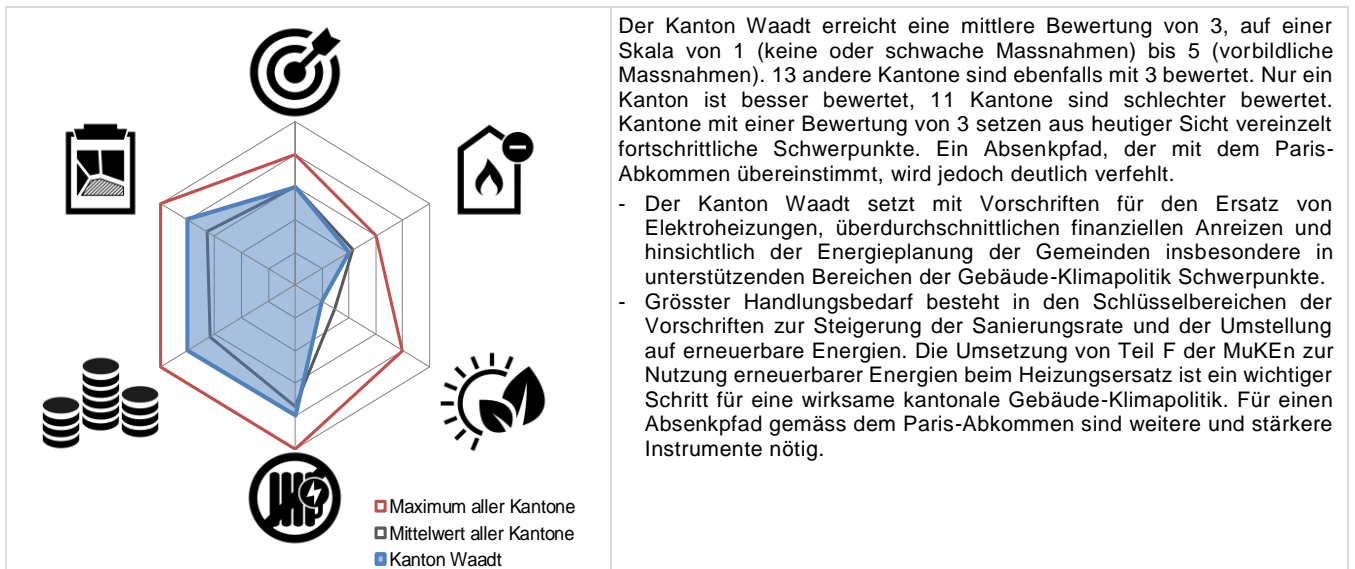 Der Kanton Waadt erreicht eine mittlere Bewertung von 3, auf einer
Skala von 1 (keine oder schwache Massnahmen) bis 5 (vorbildliche
Massnahmen). 13 andere Kantone sind ebenfalls mit 3 bewertet. Nur ein
Kanton ist besser bewertet, 11 Kantone sind schlechter bewertet.
Kantone mit einer Bewertung von 3 setzen aus heutiger Sicht vereinzelt
fortschrittliche Schwerpunkte. Ein Absenkpfad, der mit dem Paris-
Abkommen übereinstimmt, wird jedoch deutlich verfehlt.
- Der Kanton Waadt setzt mit Vorschriften für den Ersatz von
Elektroheizungen, überdurchschnittlichen finanziellen Anreizen und
hinsichtlich der Energieplanung der Gemeinden insbesondere in
unterstützenden Bereichen der Gebäude-Klimapolitik Schwerpunkte.
- Grösster Handlungsbedarf besteht in den Schlüsselbereichen der
Vorschriften zur Steigerung der Sanierungsrate und der Umstellung
auf erneuerbare Energien. Die Umsetzung von Teil F der MuKEn zur
Nutzung erneuerbarer Energien beim Heizungsersatz ist ein wichtiger
Schritt für eine wirksame kantonale Gebäude-Klimapolitik. Für einen
Absenkpfad gemäss dem Paris-Abkommen sind weitere und stärkere
Instrumente nötig.
Maximum aller Kantone
Mittelwert aller Kantone
Kanton Waadt